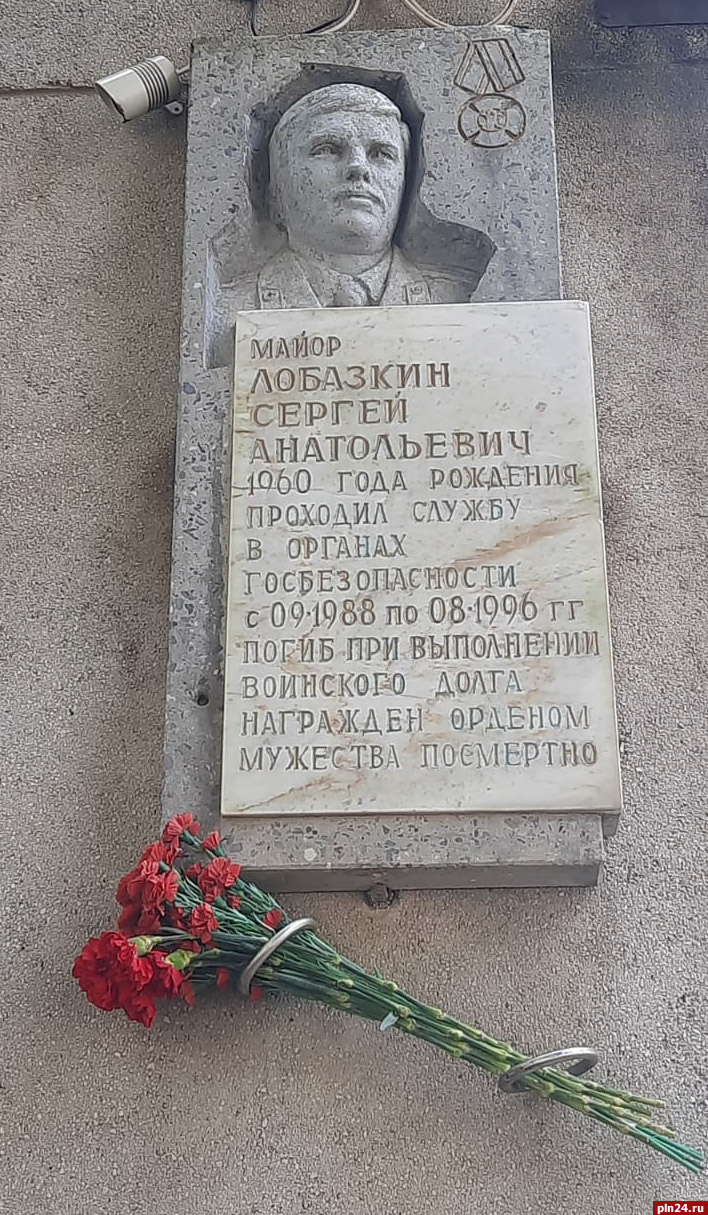 МАЙОР
ЛОБАЗКИН
СЕРГЕЙ
АНАТОЛЬЕВИЧ
1960 ГОДА РОЖДЕНИЯ
ПРОХОДИЛ СЛУЖБУ
В ОРГАНАХ
ГОСБЕЗОПАСНОСТИ
с 09·1988 по 08·1996 гг
ПОГИБ ПРИ ВЫПОЛНЕНИИ
ВОИНСКОГО ДОЛГА
НАГРАЖДЕН ОРДЕНОМ
МУЖЕСТВА ПОСМЕРТНО
pln24.ru